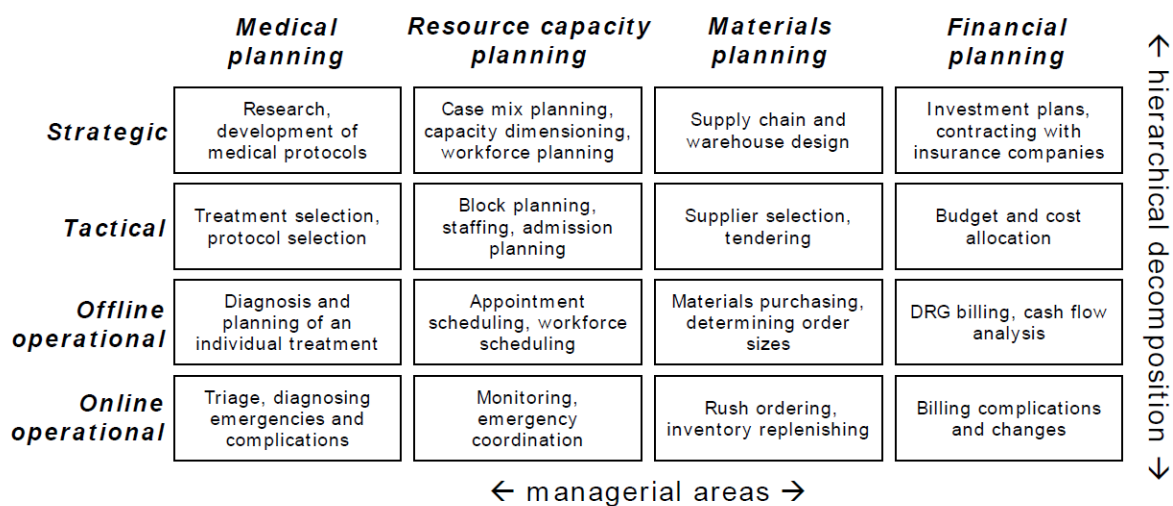 Medical
planning
Resource capacity
planning
Materials
planning
Financial
planning
Strategic
Research,
development of
medical protocols
Case mix planning,
capacity dimensioning,
workforce planning
Supply chain and
warehouse design
Investment plans,
contracting with
insurance companies
Tactical
Treatment selection,
protocol selection
Block planning,
staffing, admission
planning
Supplier selection,
tendering
Budget and cost
allocation
Offline
operational
Diagnosis and
planning of an
individual treatment
Appointment
scheduling, workforce
scheduling
Materials purchasing,
determining order
sizes
DRG billing, cash flow
analysis
Online
operational
Triage, diagnosing
emergencies and
complications
Monitoring,
emergency
coordination
Rush ordering,
inventory replenishing
Billing complications
and changes
← hierarchical decomposition →
← managerial areas →